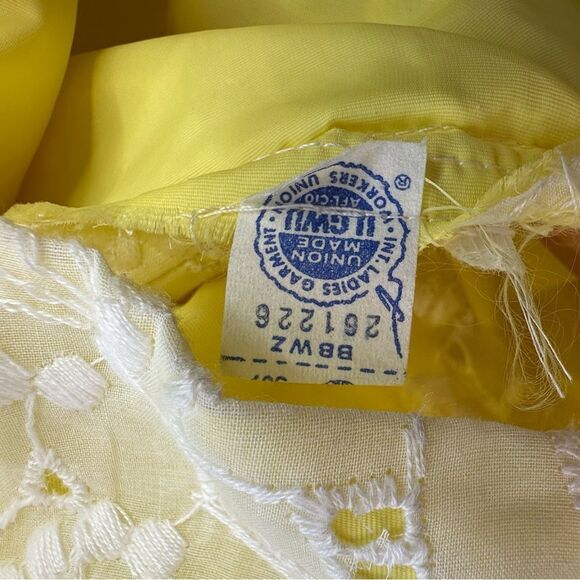 INT. LADIES GARMENT
WORKERS UNION
AFL-CIO
ILGWU
UNION
MADE
®
261226
BBWZ